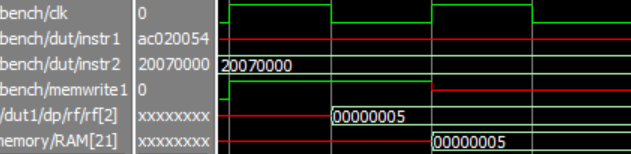 bench/clk 0
bench/dut/instr1 ac020054
bench/dut/instr2 20070000 20070000
bench/memwrite1 0
/dut1/dp/rf/rf[2] xxxxxxxx 00000005
nemory/RAM[21] xxxxxxxx 00000005